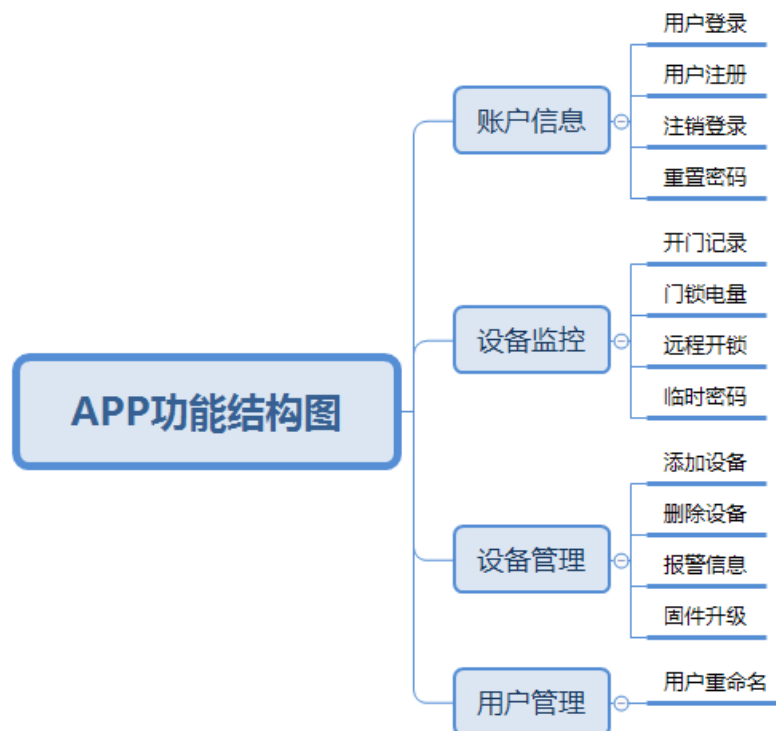 APP功能结构图
账户信息
用户登录
用户注册
注销登录
重置密码
设备监控
开门记录
门锁电量
远程开锁
临时密码
设备管理
添加设备
删除设备
报警信息
固件升级
用户管理
用户重命名